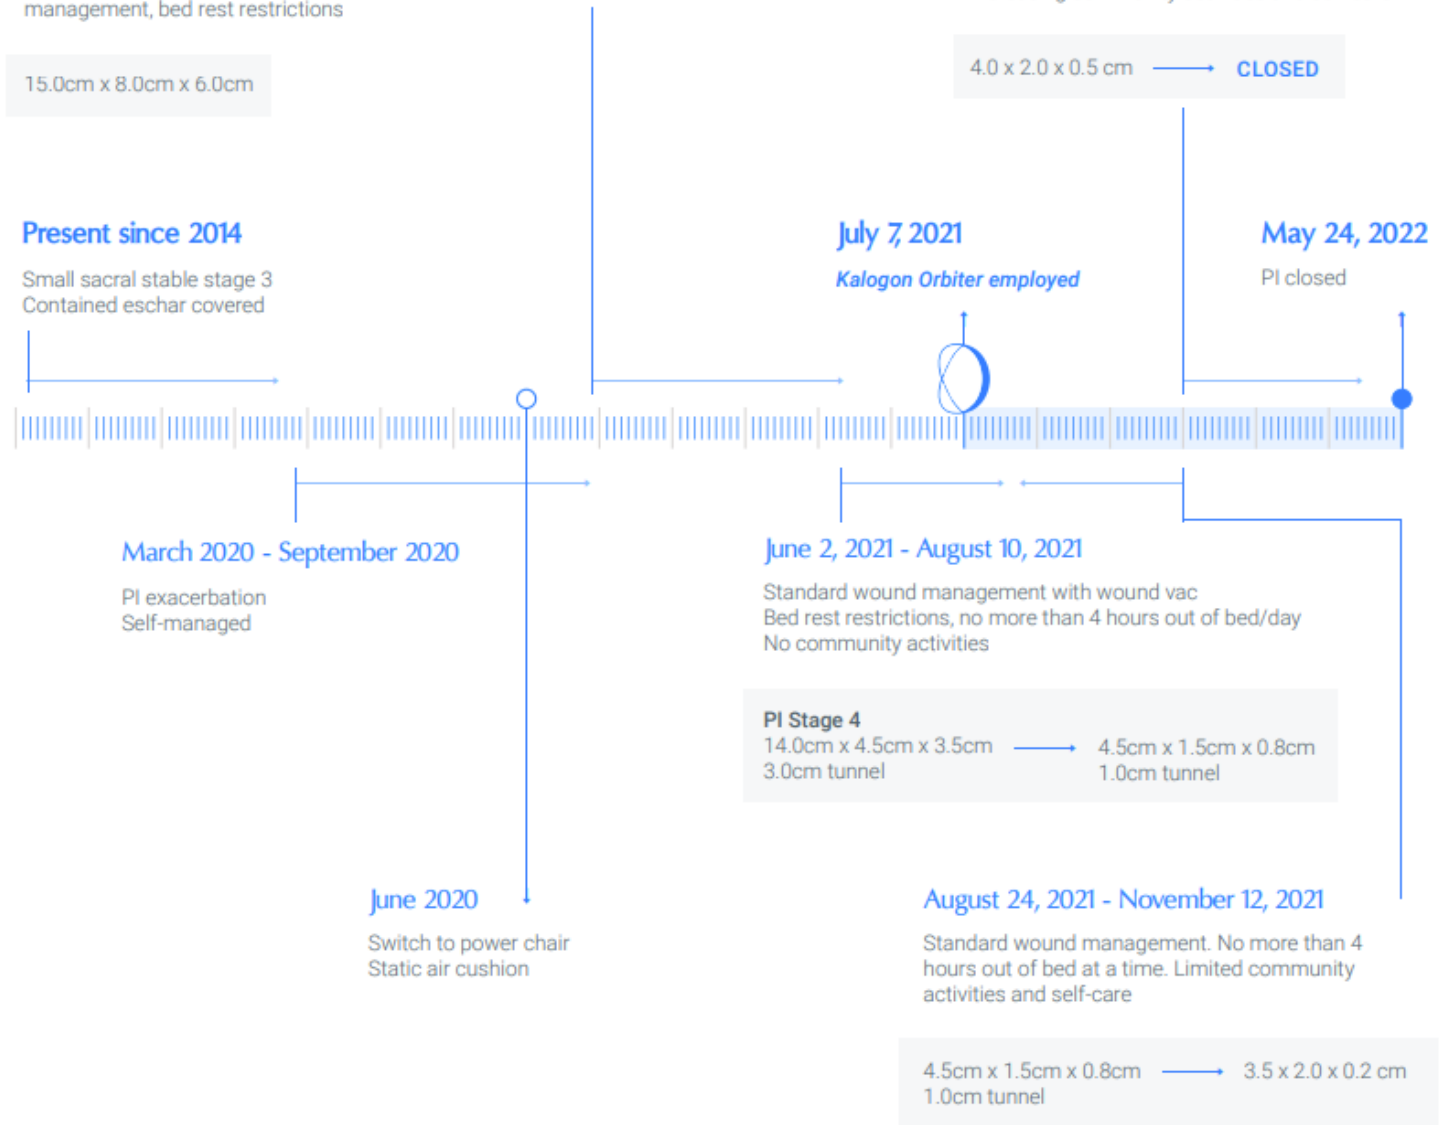 management, bed rest restrictions
15.0cm x 8.0cm x 6.0cm
4.0 x 2.0 x 0.5 cm CLOSED
Present since 2014
Small sacral stable stage 3
Contained eschar covered
July 7, 2021
Kalogon Orbiter employed
May 24, 2022
PI closed
March 2020 - September 2020
PI exacerbation
Self-managed
June 2, 2021 - August 10, 2021
Standard wound management with wound vac
Bed rest restrictions, no more than 4 hours out of bed/day
No community activities
PI Stage 4
14.0cm x 4.5cm x 3.5cm 4.5cm x 1.5cm x 0.8cm
3.0cm tunnel 1.0cm tunnel
June 2020
Switch to power chair
Static air cushion
August 24, 2021 - November 12, 2021
Standard wound management. No more than 4
hours out of bed at a time. Limited community
activities and self-care
4.5cm x 1.5cm x 0.8cm 3.5 x 2.0 x 0.2 cm
1.0cm tunnel